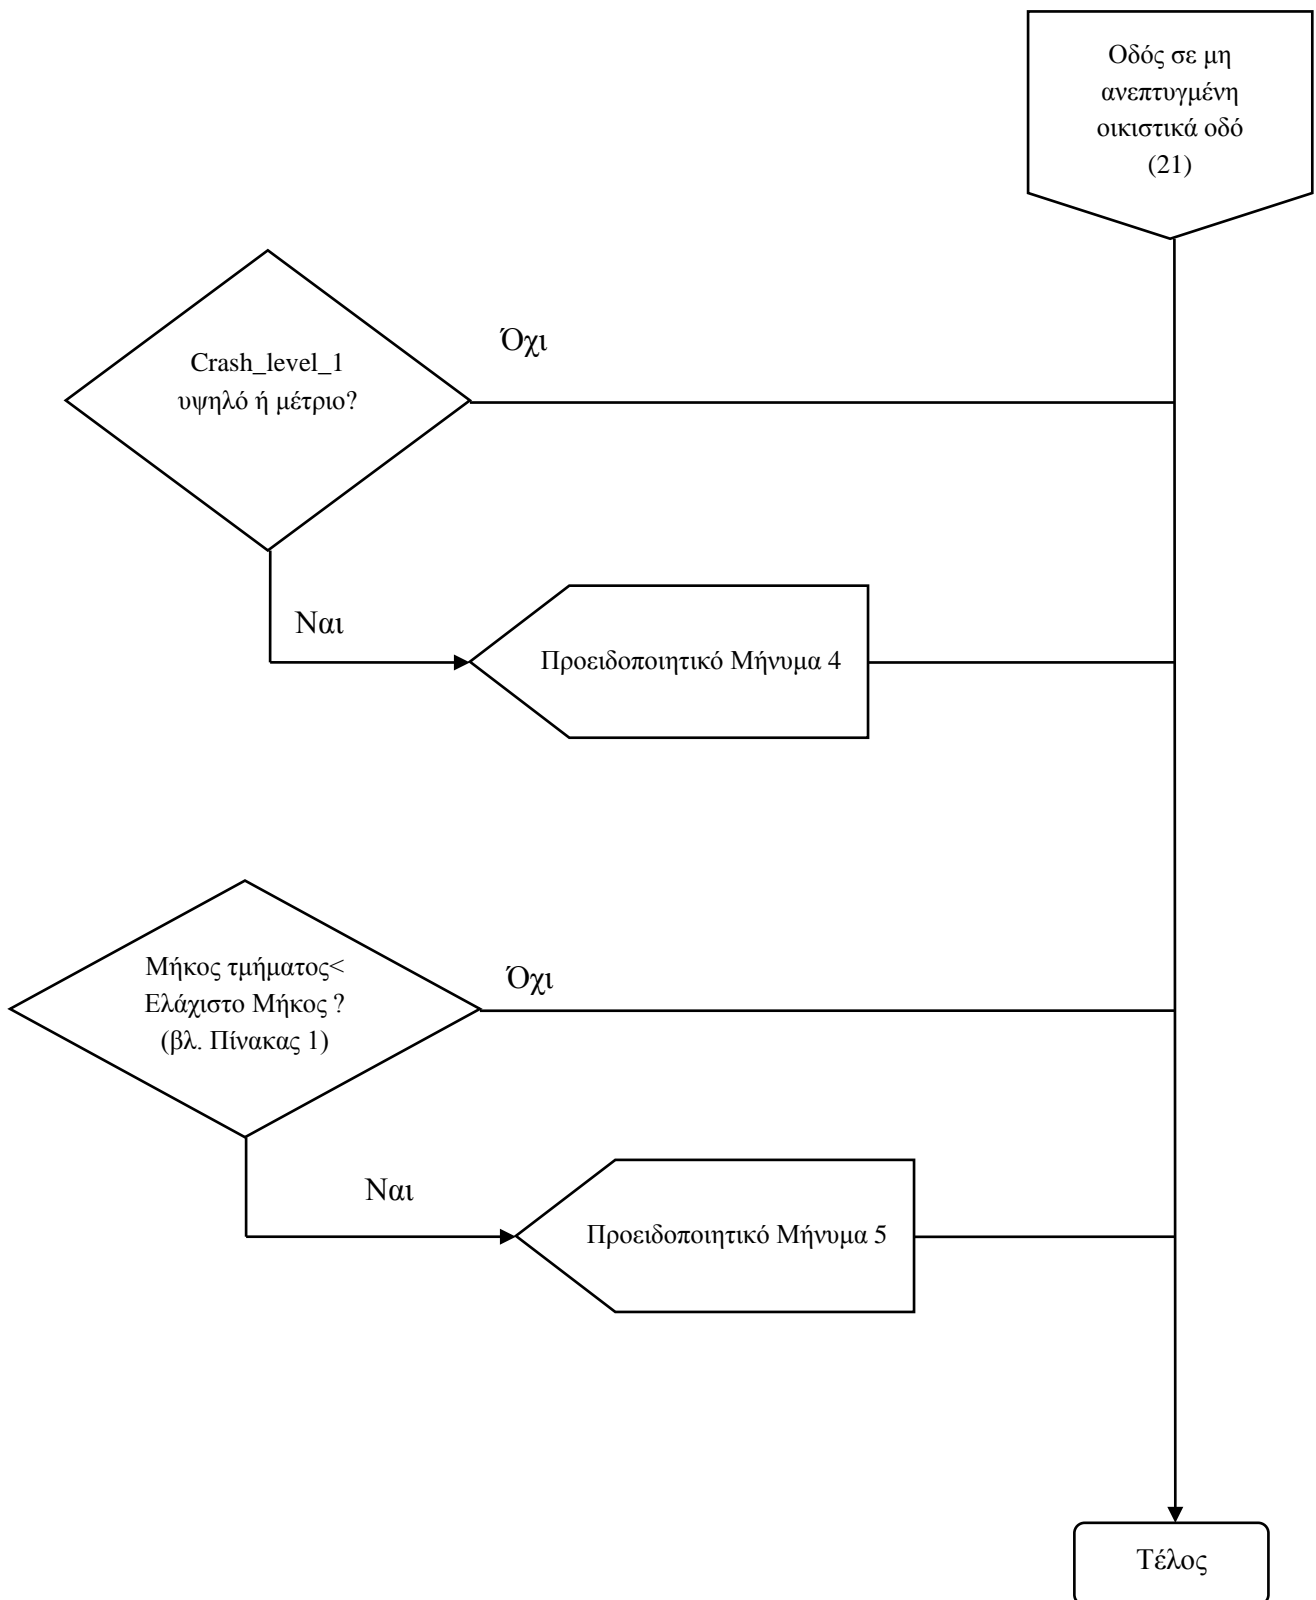 Οδός σε μη
ανεπτυγμένη
οικιστικά οδό
(21)
Όχι
Crash_level_1
υψηλό ή μέτριο?
Ναι
Προειδοποιητικό Μήνυμα 4
Μήκος τμήματος<
Ελάχιστο Μήκος ?
(βλ. Πίνακας 1)
Όχι
Ναι
Προειδοποιητικό Μήνυμα 5
Τέλος